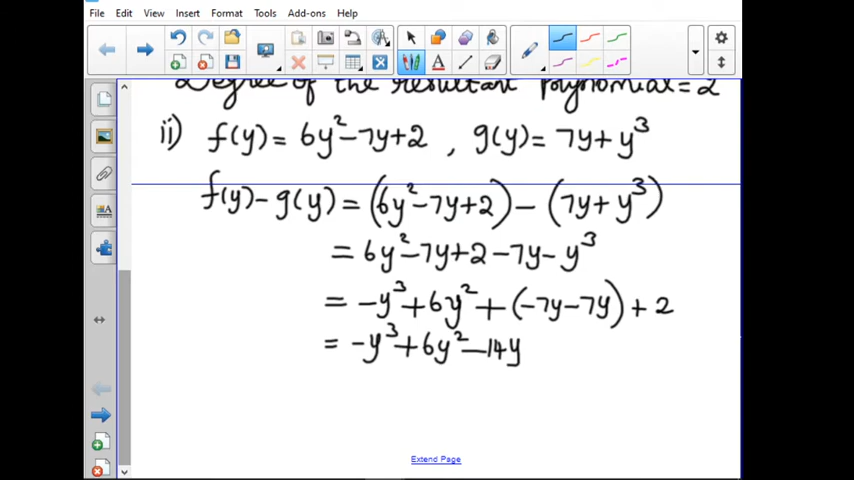 File Edit View Insert Format Tools Add-ons Help
Degree of the resultant polynomial = 2
ii) f(y) = 6y² - 7y + 2 , g(y) = 7y + y³
f(y) - g(y) = (6y² - 7y + 2) - (7y + y³)
= 6y² - 7y + 2 - 7y - y³
= -y³ + 6y² + (-7y - 7y) + 2
= -y³ + 6y² - 14y
Extend Page